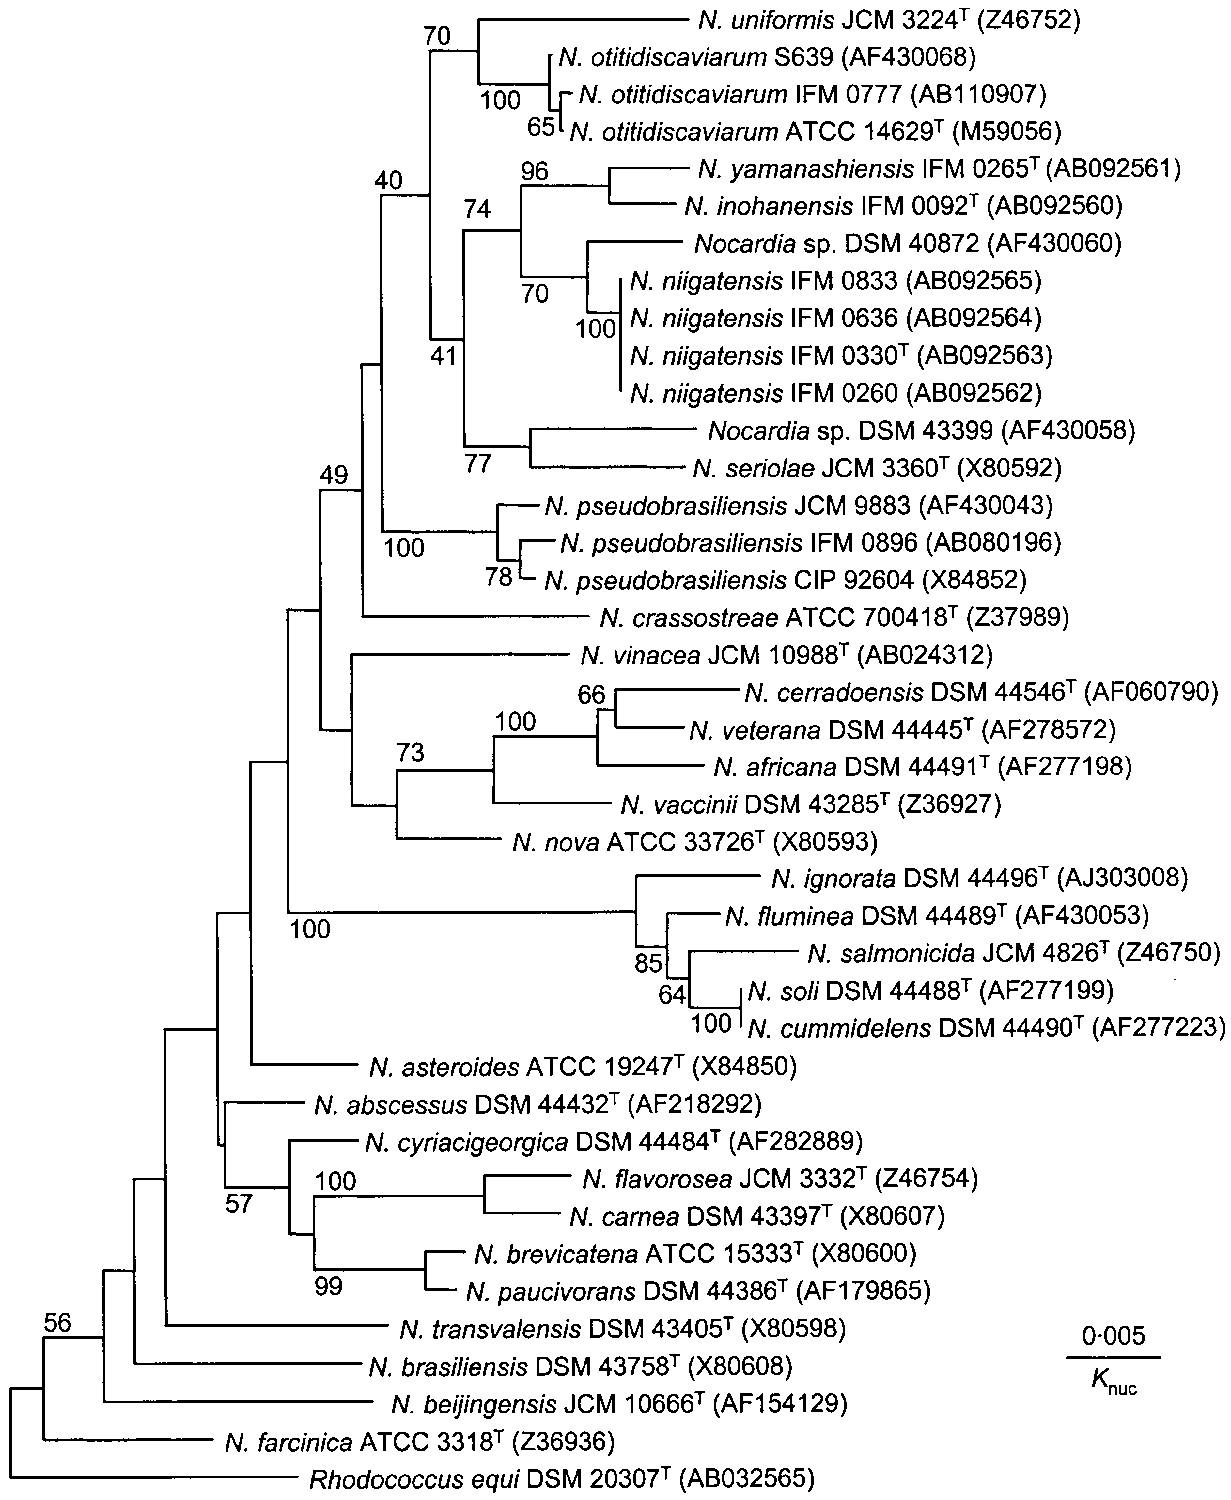 N. uniformis JCM 3224ᵀ (Z46752)
70
N. otitidiscaviarum S639 (AF430068)
100
N. otitidiscaviarum IFM 0777 (AB110907)
65
N. otitidiscaviarum ATCC 14629ᵀ (M59056)
96
N. yamanashiensis IFM 0265ᵀ (AB092561)
40
74
N. inohanensis IFM 0092ᵀ (AB092560)
Nocardia sp. DSM 40872 (AF430060)
70
N. niigatensis IFM 0833 (AB092565)
100
N. niigatensis IFM 0636 (AB092564)
41
N. niigatensis IFM 0330ᵀ (AB092563)
N. niigatensis IFM 0260 (AB092562)
Nocardia sp. DSM 43399 (AF430058)
77
N. seriolae JCM 3360ᵀ (X80592)
49
N. pseudobrasiliensis JCM 9883 (AF430043)
100
N. pseudobrasiliensis IFM 0896 (AB080196)
78
N. pseudobrasiliensis CIP 92604 (X84852)
N. crassostreae ATCC 700418ᵀ (Z37989)
N. vinacea JCM 10988ᵀ (AB024312)
66
N. cerradoensis DSM 44546ᵀ (AF060790)
100
N. veterana DSM 44445ᵀ (AF278572)
73
N. africana DSM 44491ᵀ (AF277198)
N. vaccinii DSM 43285ᵀ (Z36927)
N. nova ATCC 33726ᵀ (X80593)
N. ignorata DSM 44496ᵀ (AJ303008)
100
N. fluminea DSM 44489ᵀ (AF430053)
85
N. salmonicida JCM 4826ᵀ (Z46750)
64
N. soli DSM 44488ᵀ (AF277199)
100
N. cummidelens DSM 44490ᵀ (AF277223)
N. asteroides ATCC 19247ᵀ (X84850)
N. abscessus DSM 44432ᵀ (AF218292)
N. cyriacigeorgica DSM 44484ᵀ (AF282889)
57
100
N. flavorosea JCM 3332ᵀ (Z46754)
N. carnea DSM 43397ᵀ (X80607)
N. brevicatena ATCC 15333ᵀ (X80600)
99
N. paucivorans DSM 44386ᵀ (AF179865)
56
N. transvalensis DSM 43405ᵀ (X80598)
0·005
Knuc
N. brasiliensis DSM 43758ᵀ (X80608)
N. beijingensis JCM 10666ᵀ (AF154129)
N. farcinica ATCC 3318ᵀ (Z36936)
Rhodococcus equi DSM 20307ᵀ (AB032565)